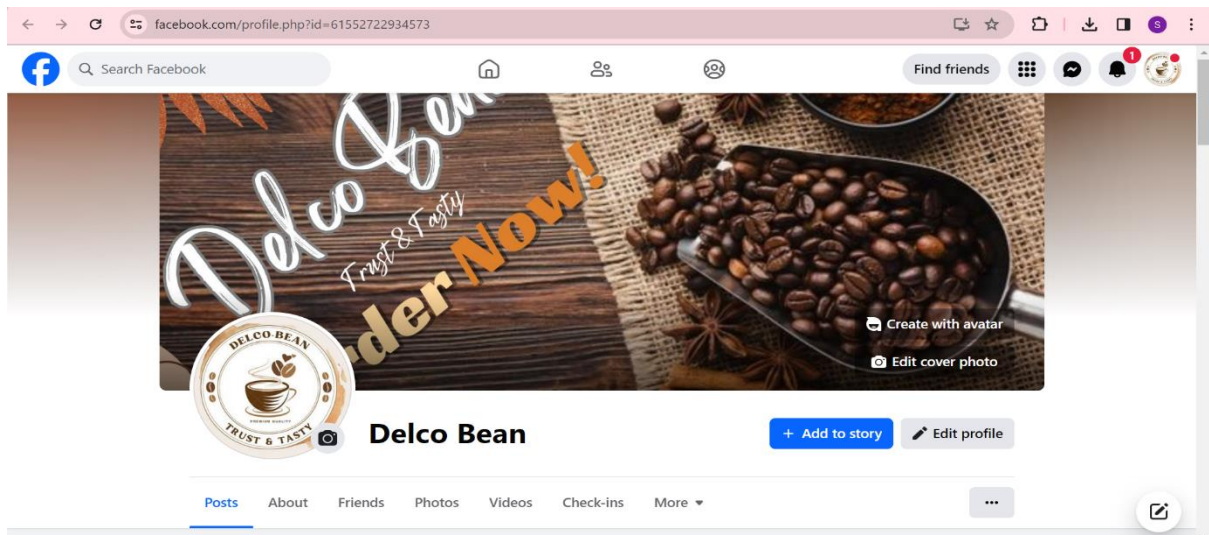 facebook.com/profile.php?id=61552722934573
S
Search Facebook
Find friends
1
Delco Bean
Trust & Tasty
Order Now!
Create with avatar
Edit cover photo
DELCO-BEAN
PREMIUM QUALITY
TRUST & TASTY
Delco Bean
+ Add to story
Edit profile
Posts About Friends Photos Videos Check-ins More